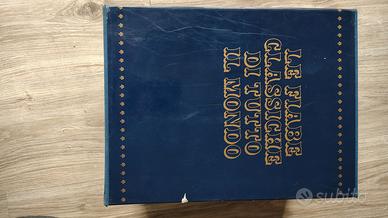 LE FIABE
CLASSICHE
DI TUTTO
IL MONDO
subito